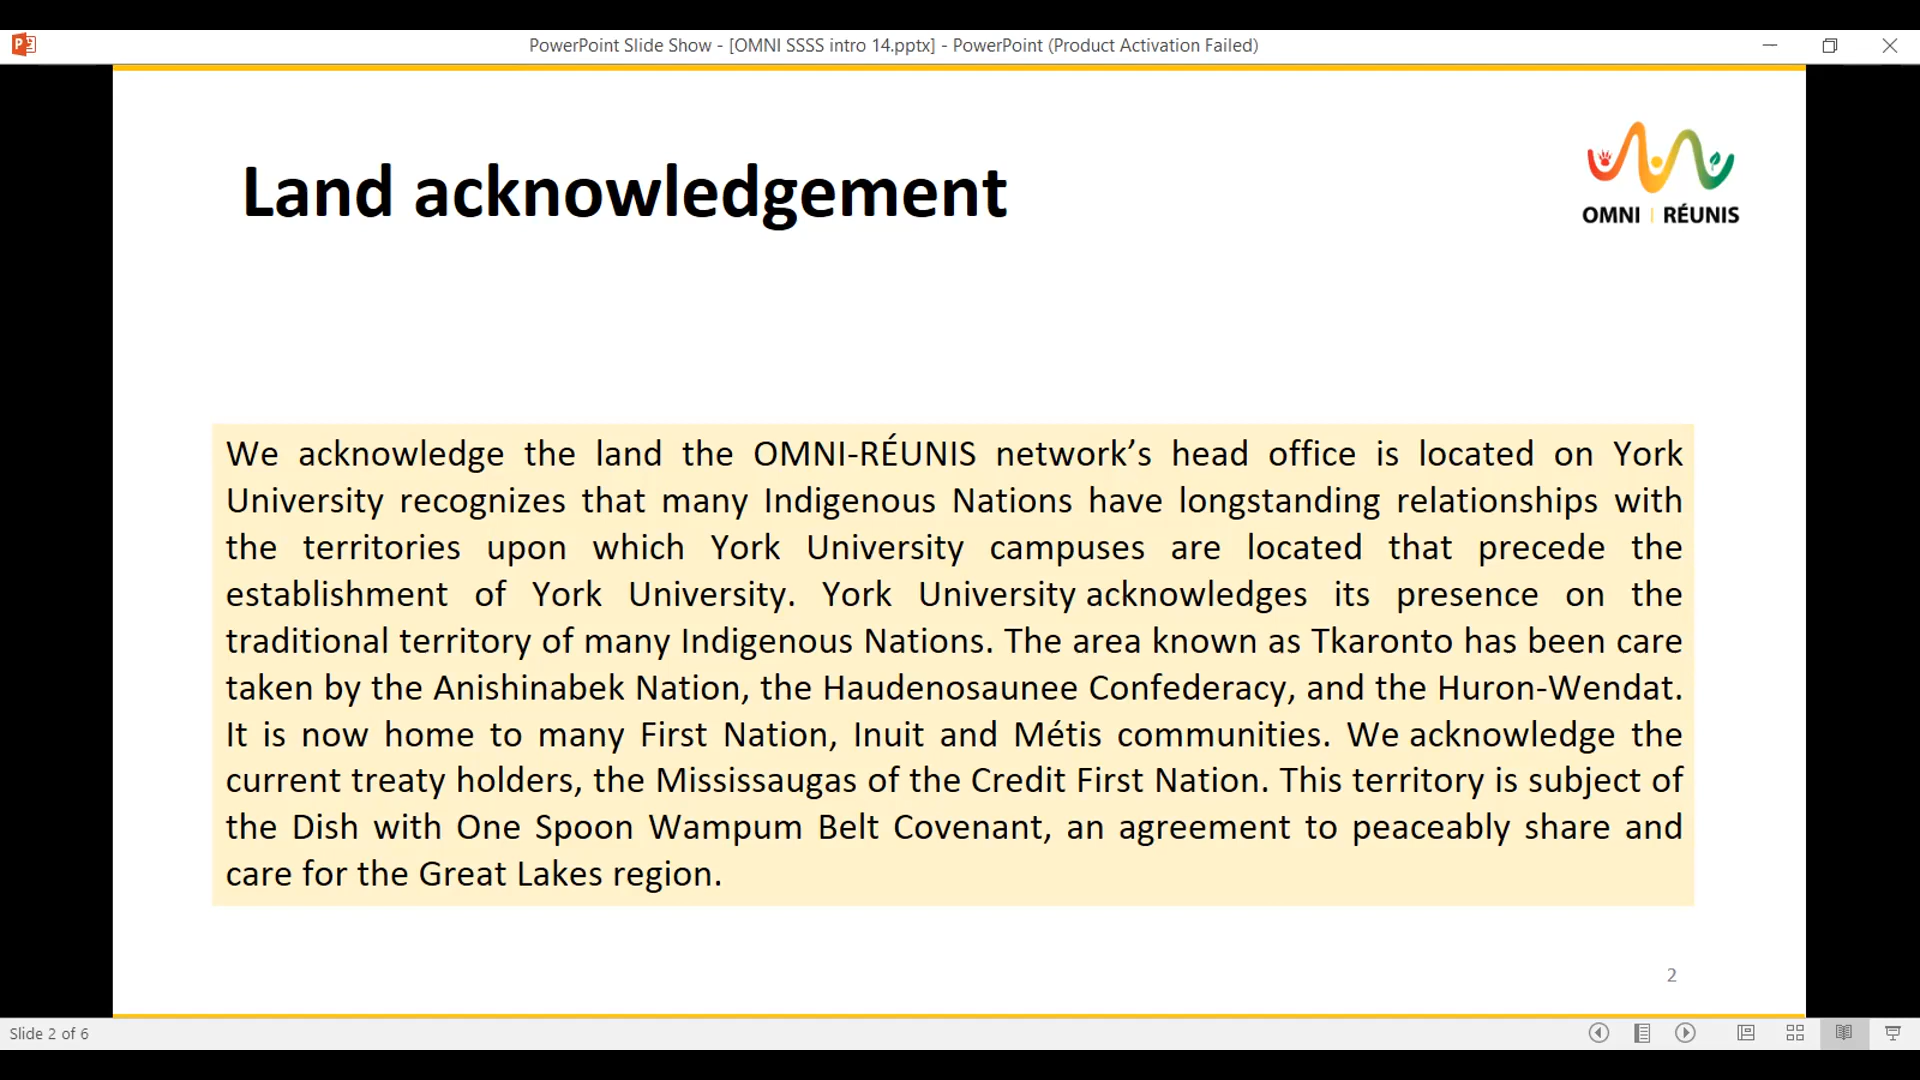 PowerPoint Slide Show - [OMNI SSSS intro 14.pptx] - PowerPoint (Product Activation Failed)
Land acknowledgement
OMNI | RÉUNIS
We acknowledge the land the OMNI-RÉUNIS network’s head office is located on York
University recognizes that many Indigenous Nations have longstanding relationships with
the territories upon which York University campuses are located that precede the
establishment of York University. York University acknowledges its presence on the
traditional territory of many Indigenous Nations. The area known as Tkaronto has been care
taken by the Anishinabek Nation, the Haudenosaunee Confederacy, and the Huron-Wendat.
It is now home to many First Nation, Inuit and Métis communities. We acknowledge the
current treaty holders, the Mississaugas of the Credit First Nation. This territory is subject of
the Dish with One Spoon Wampum Belt Covenant, an agreement to peaceably share and
care for the Great Lakes region.
2
Slide 2 of 6